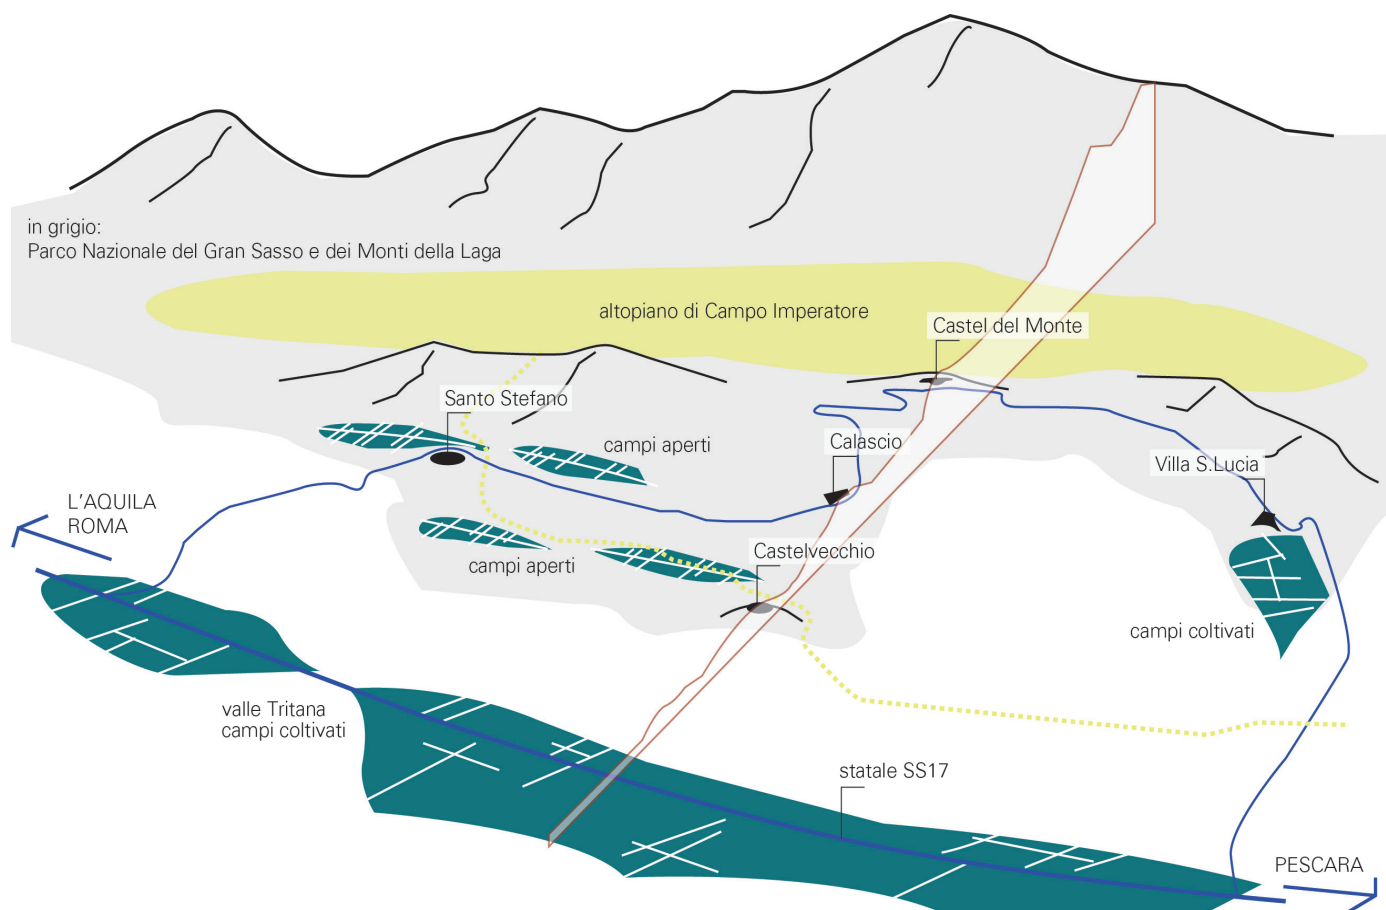 in grigio:
Parco Nazionale del Gran Sasso e dei Monti della Laga
altopiano di Campo Imperatore
Castel del Monte
Santo Stefano
campi aperti
Calascio
Villa S.Lucia
L'AQUILA
ROMA
Castelvecchio
campi aperti
campi coltivati
valle Tritana
campi coltivati
statale SS17
PESCARA